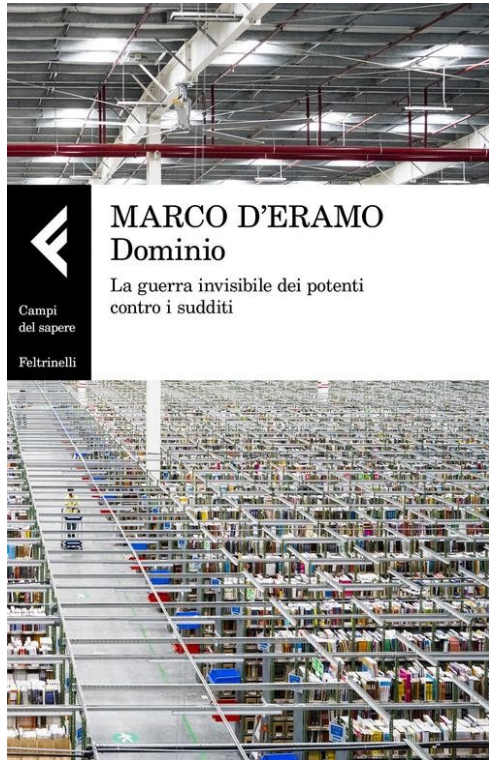 MARCO D'ERAMO
Dominio
La guerra invisibile dei potenti
contro i sudditi
Campi
del sapere
Feltrinelli